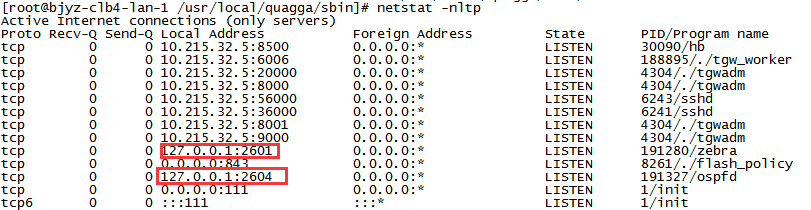 [root@bjyz-clb4-lan-1 /usr/local/quagga/sbin]# netstat -nltp
Active Internet connections (only servers)
Proto Recv-Q Send-Q Local Address Foreign Address State PID/Program name
tcp 0 0 10.215.32.5:8500 0.0.0.0:* LISTEN 30090/hb
tcp 0 0 10.215.32.5:6006 0.0.0.0:* LISTEN 188895/./tgw_worker
tcp 0 0 10.215.32.5:20000 0.0.0.0:* LISTEN 4304/./tgwadm
tcp 0 0 10.215.32.5:8000 0.0.0.0:* LISTEN 4304/./tgwadm
tcp 0 0 10.215.32.5:56000 0.0.0.0:* LISTEN 6243/sshd
tcp 0 0 10.215.32.5:36000 0.0.0.0:* LISTEN 6241/sshd
tcp 0 0 10.215.32.5:8001 0.0.0.0:* LISTEN 4304/./tgwadm
tcp 0 0 10.215.32.5:9000 0.0.0.0:* LISTEN 4304/./tgwadm
tcp 0 0 127.0.0.1:2601 0.0.0.0:* LISTEN 191280/zebra
tcp 0 0 0.0.0.0:843 0.0.0.0:* LISTEN 8261/./flash_policy
tcp 0 0 127.0.0.1:2604 0.0.0.0:* LISTEN 191327/ospfd
tcp 0 0 0.0.0.0:111 0.0.0.0:* LISTEN 1/init
tcp6 0 0 :::111 :::* LISTEN 1/init